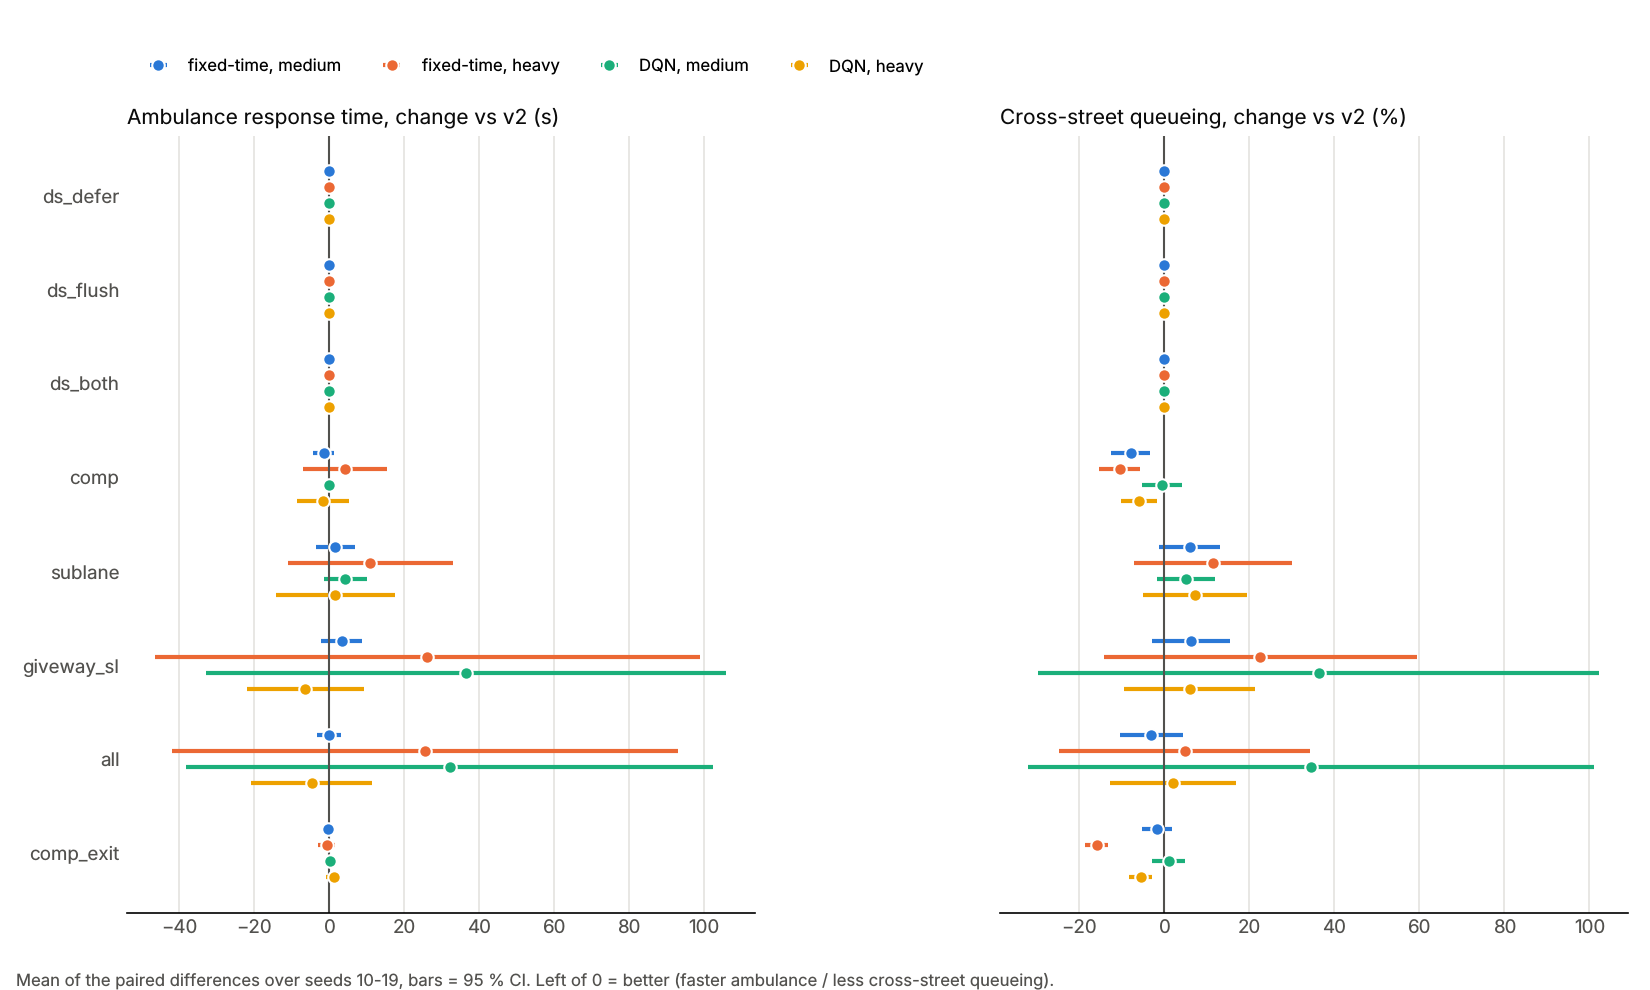 fixed-time, medium fixed-time, heavy DQN, medium DQN, heavy
Ambulance response time, change vs v2 (s)
Cross-street queueing, change vs v2 (%)
ds_defer
ds_flush
ds_both
comp
sublane
giveway_sl
all
comp_exit
−40 −20 0 20 40 60 80 100
−20 0 20 40 60 80 100
Mean of the paired differences over seeds 10-19, bars = 95 % CI. Left of 0 = better (faster ambulance / less cross-street queueing).